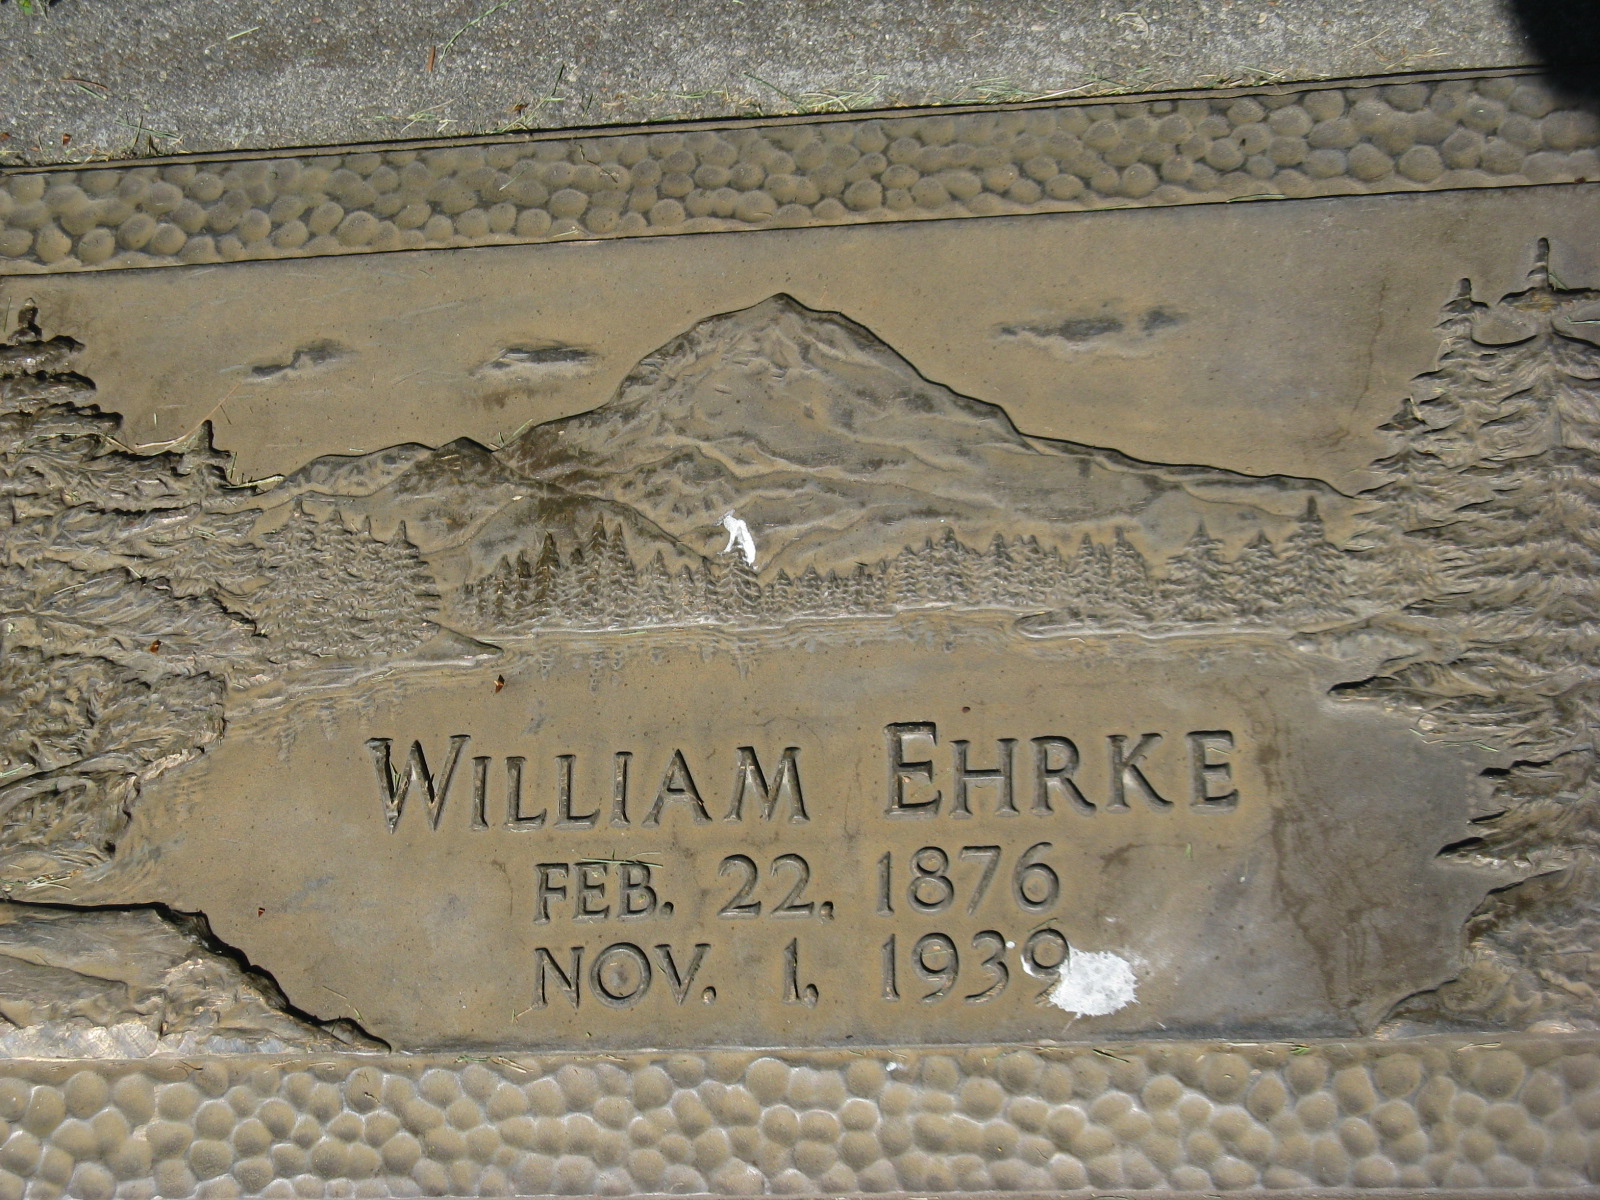 WILLIAM EHRKE
FEB. 22, 1876
NOV. 1, 1939